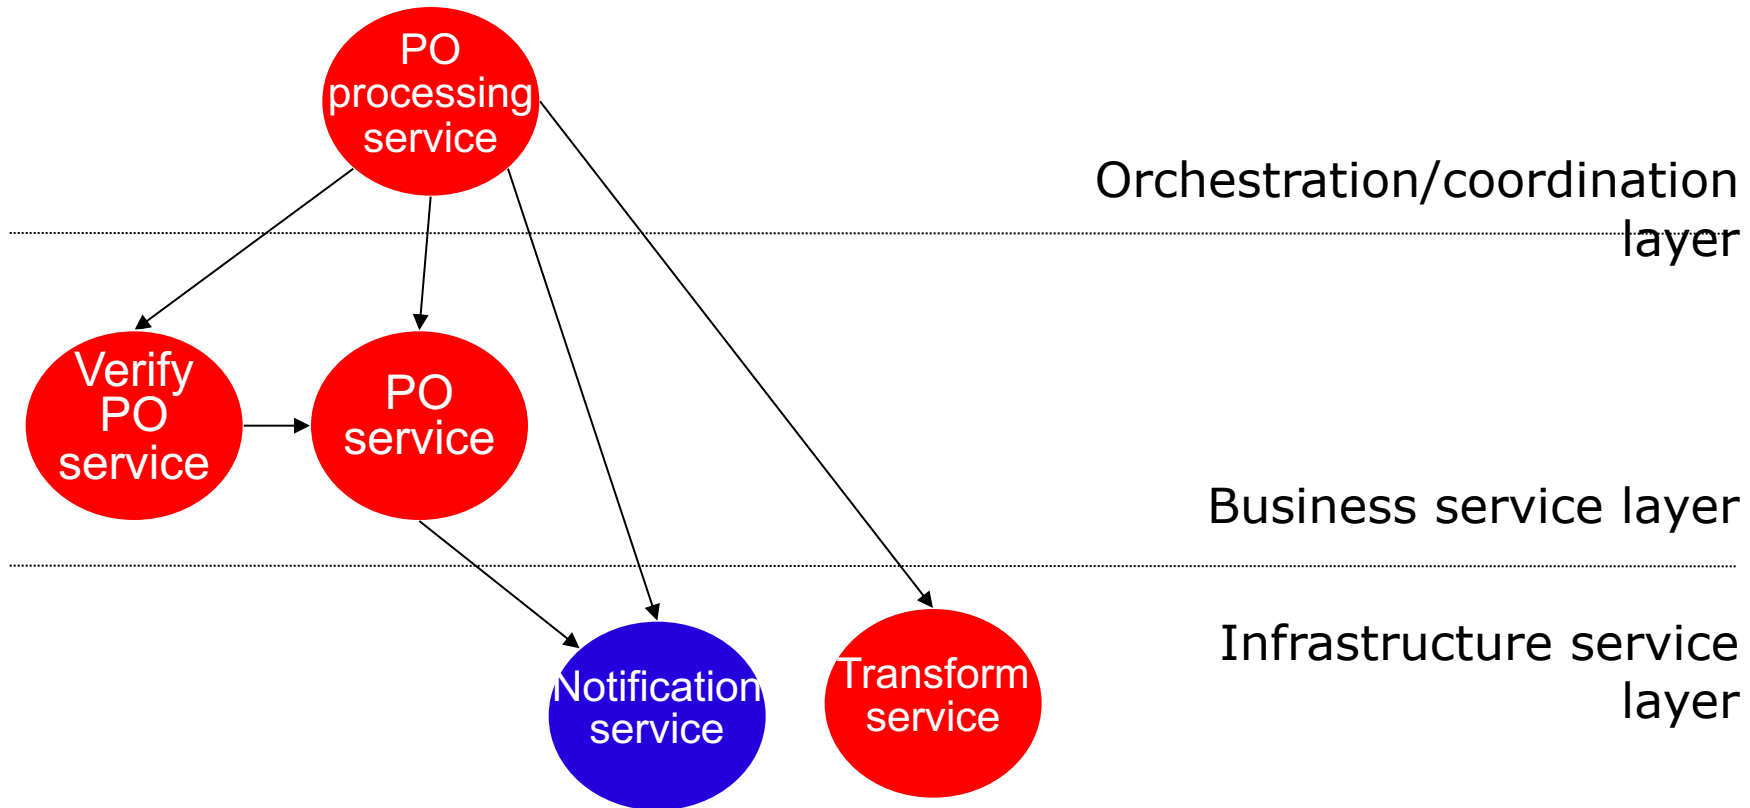 PO
processing
service
Orchestration/coordination
layer
Verify
PO
service
PO
service
Business service layer
Notification
service
Transform
service
Infrastructure service
layer